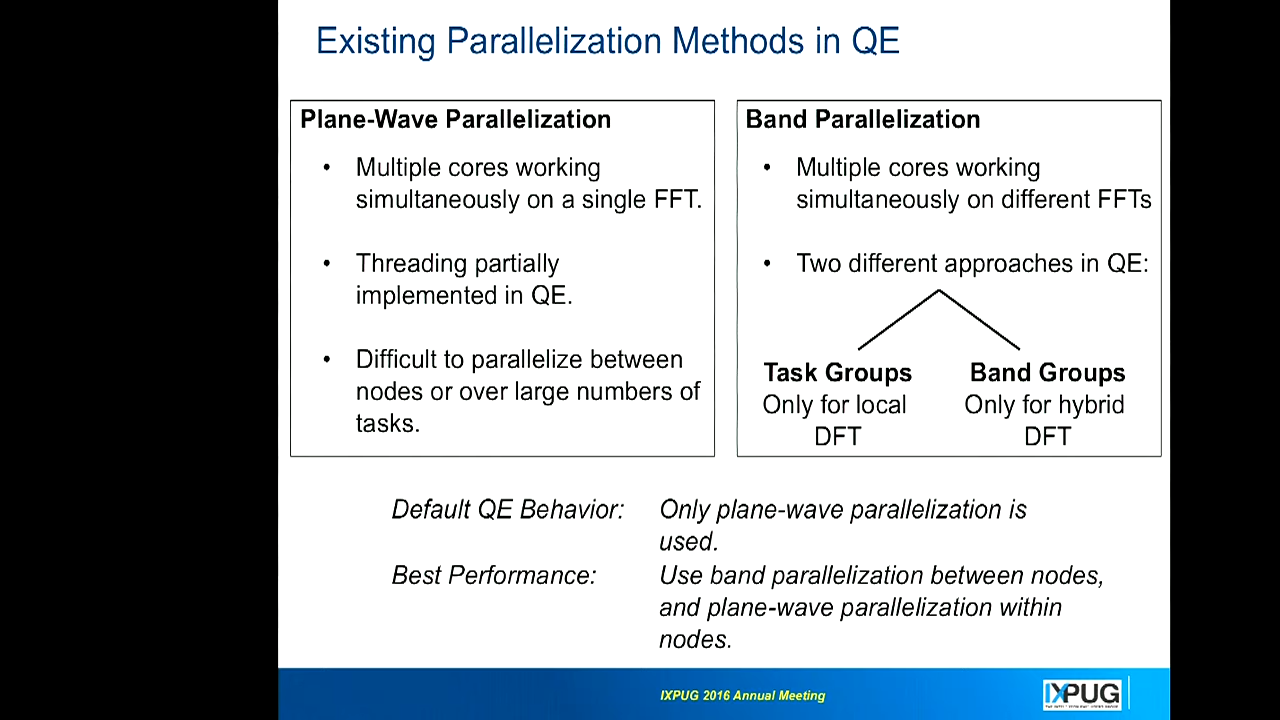 Existing Parallelization Methods in QE
Plane-Wave Parallelization
• Multiple cores working
simultaneously on a single FFT.
• Threading partially
implemented in QE.
• Difficult to parallelize between
nodes or over large numbers of
tasks.
Band Parallelization
• Multiple cores working
simultaneously on different FFTs
• Two different approaches in QE:
Task Groups
Only for local
DFT
Band Groups
Only for hybrid
DFT
Default QE Behavior: Only plane-wave parallelization is
used.
Best Performance: Use band parallelization between nodes,
and plane-wave parallelization within
nodes.
IXPUG 2016 Annual Meeting
IXPUG